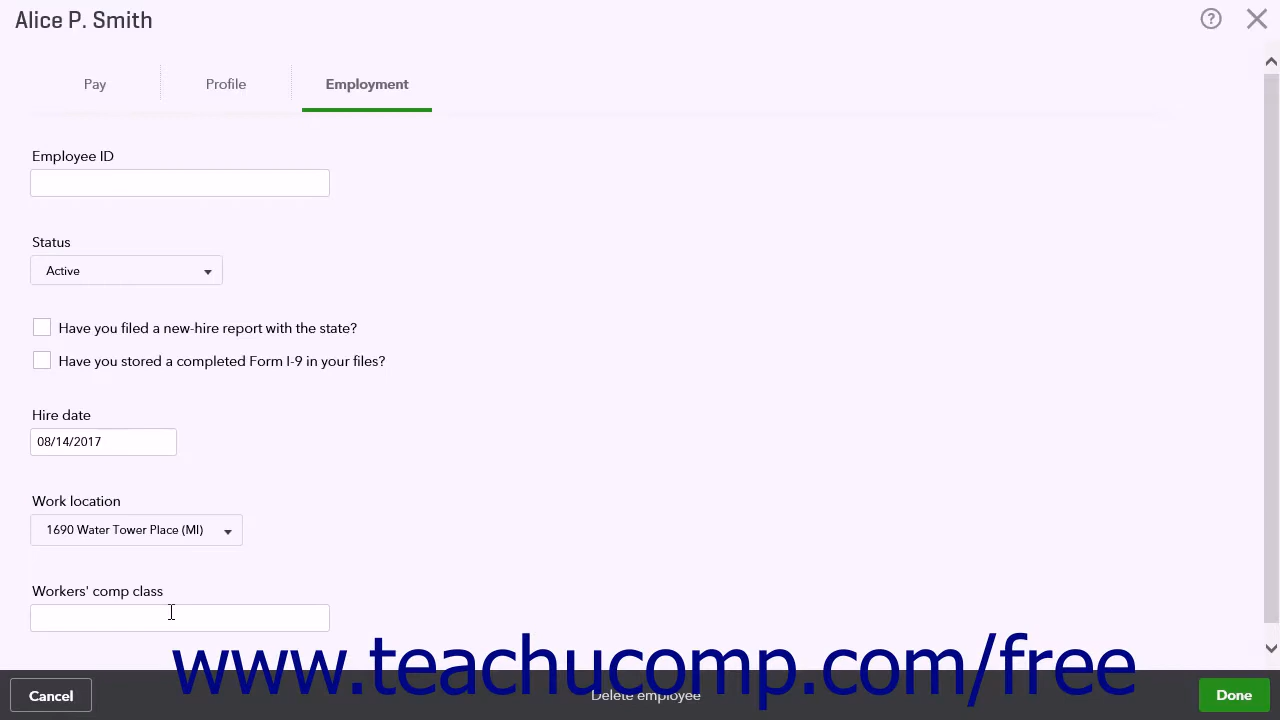 Alice P. Smith
?
Pay Profile Employment
Employee ID
Status
Active
Have you filed a new-hire report with the state?
Have you stored a completed Form I-9 in your files?
Hire date
08/14/2017
Work location
1690 Water Tower Place (MI)
Workers' comp class
www.teachucomp.com/free
Cancel Delete employee Done